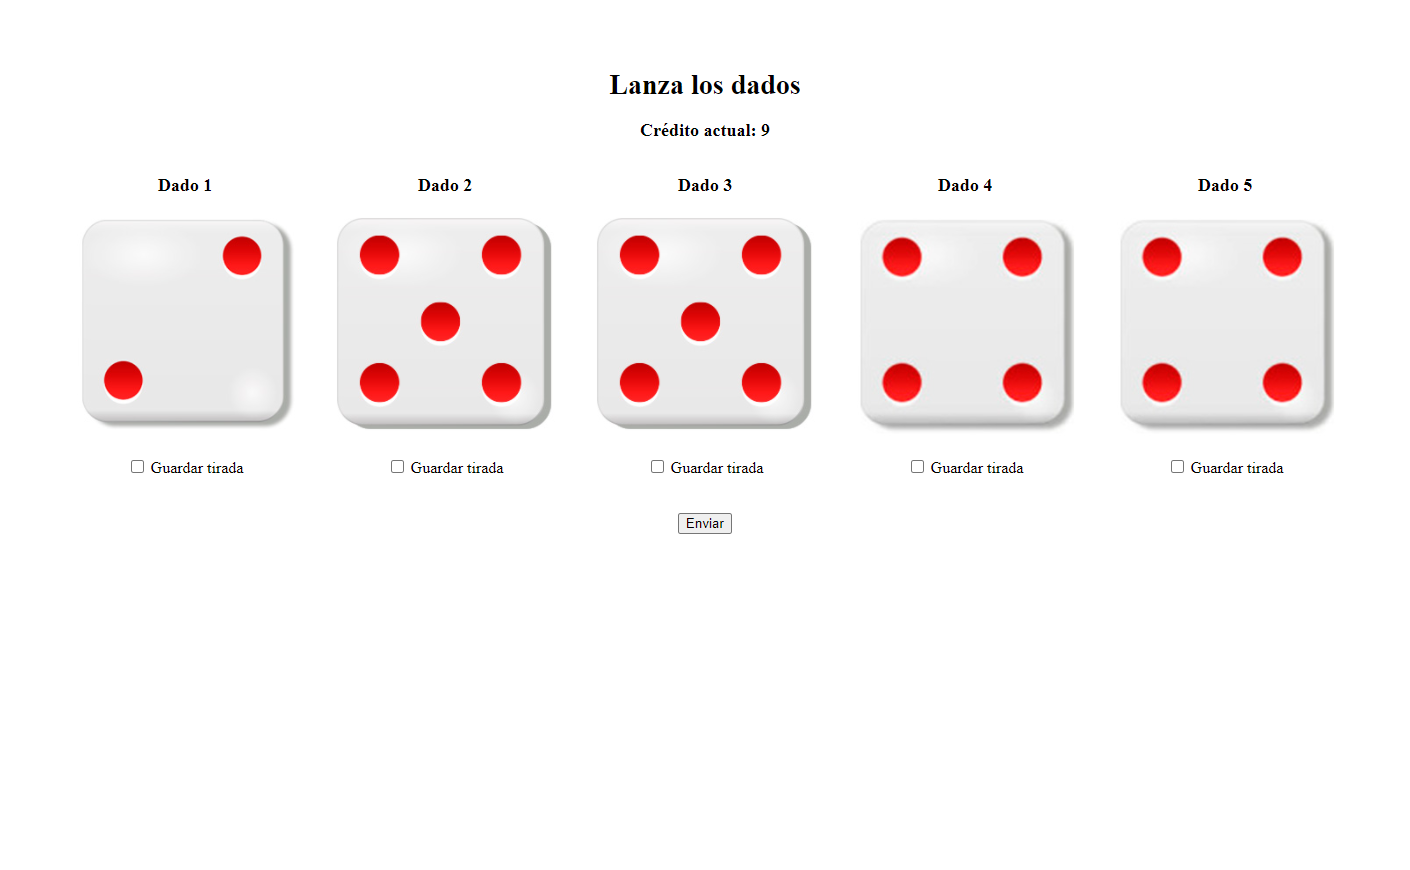 Lanza los dados
Crédito actual: 9
Dado 1 Dado 2 Dado 3 Dado 4 Dado 5
Guardar tirada Guardar tirada Guardar tirada Guardar tirada Guardar tirada
Enviar